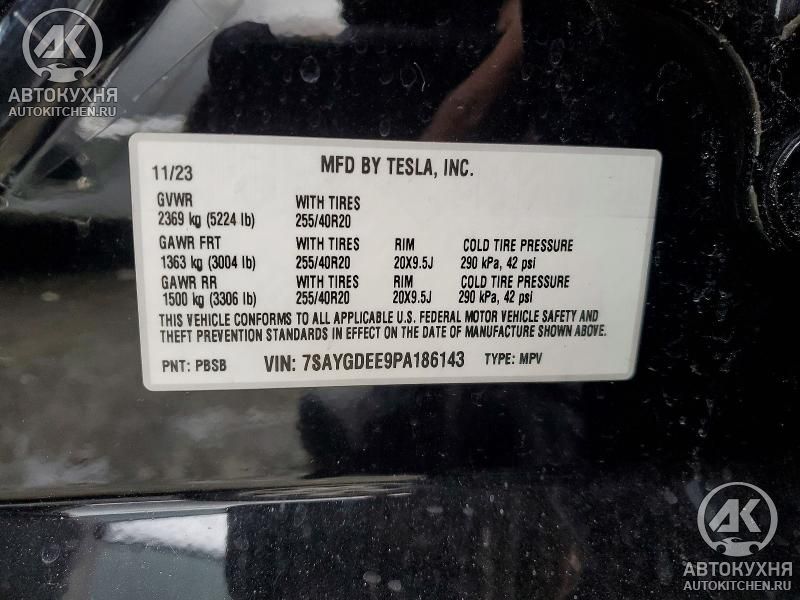 АК
АВТОКУХНЯ
AUTOKITCHEN.RU
11/23 MFD BY TESLA, INC.
GVWR WITH TIRES
2369 kg (5224 lb) 255/40R20
GAWR FRT WITH TIRES RIM COLD TIRE PRESSURE
1363 kg (3004 lb) 255/40R20 20X9.5J 290 kPa, 42 psi
GAWR RR WITH TIRES RIM COLD TIRE PRESSURE
1500 kg (3306 lb) 255/40R20 20X9.5J 290 kPa, 42 psi
THIS VEHICLE CONFORMS TO ALL APPLICABLE U.S. FEDERAL MOTOR VEHICLE SAFETY AND
THEFT PREVENTION STANDARDS IN EFFECT ON THE DATE OF MANUFACTURE SHOWN ABOVE.
PNT: PBSB VIN: 7SAYGDEE9PA186143 TYPE: MPV
АК
АВТОКУХНЯ
AUTOKITCHEN.RU